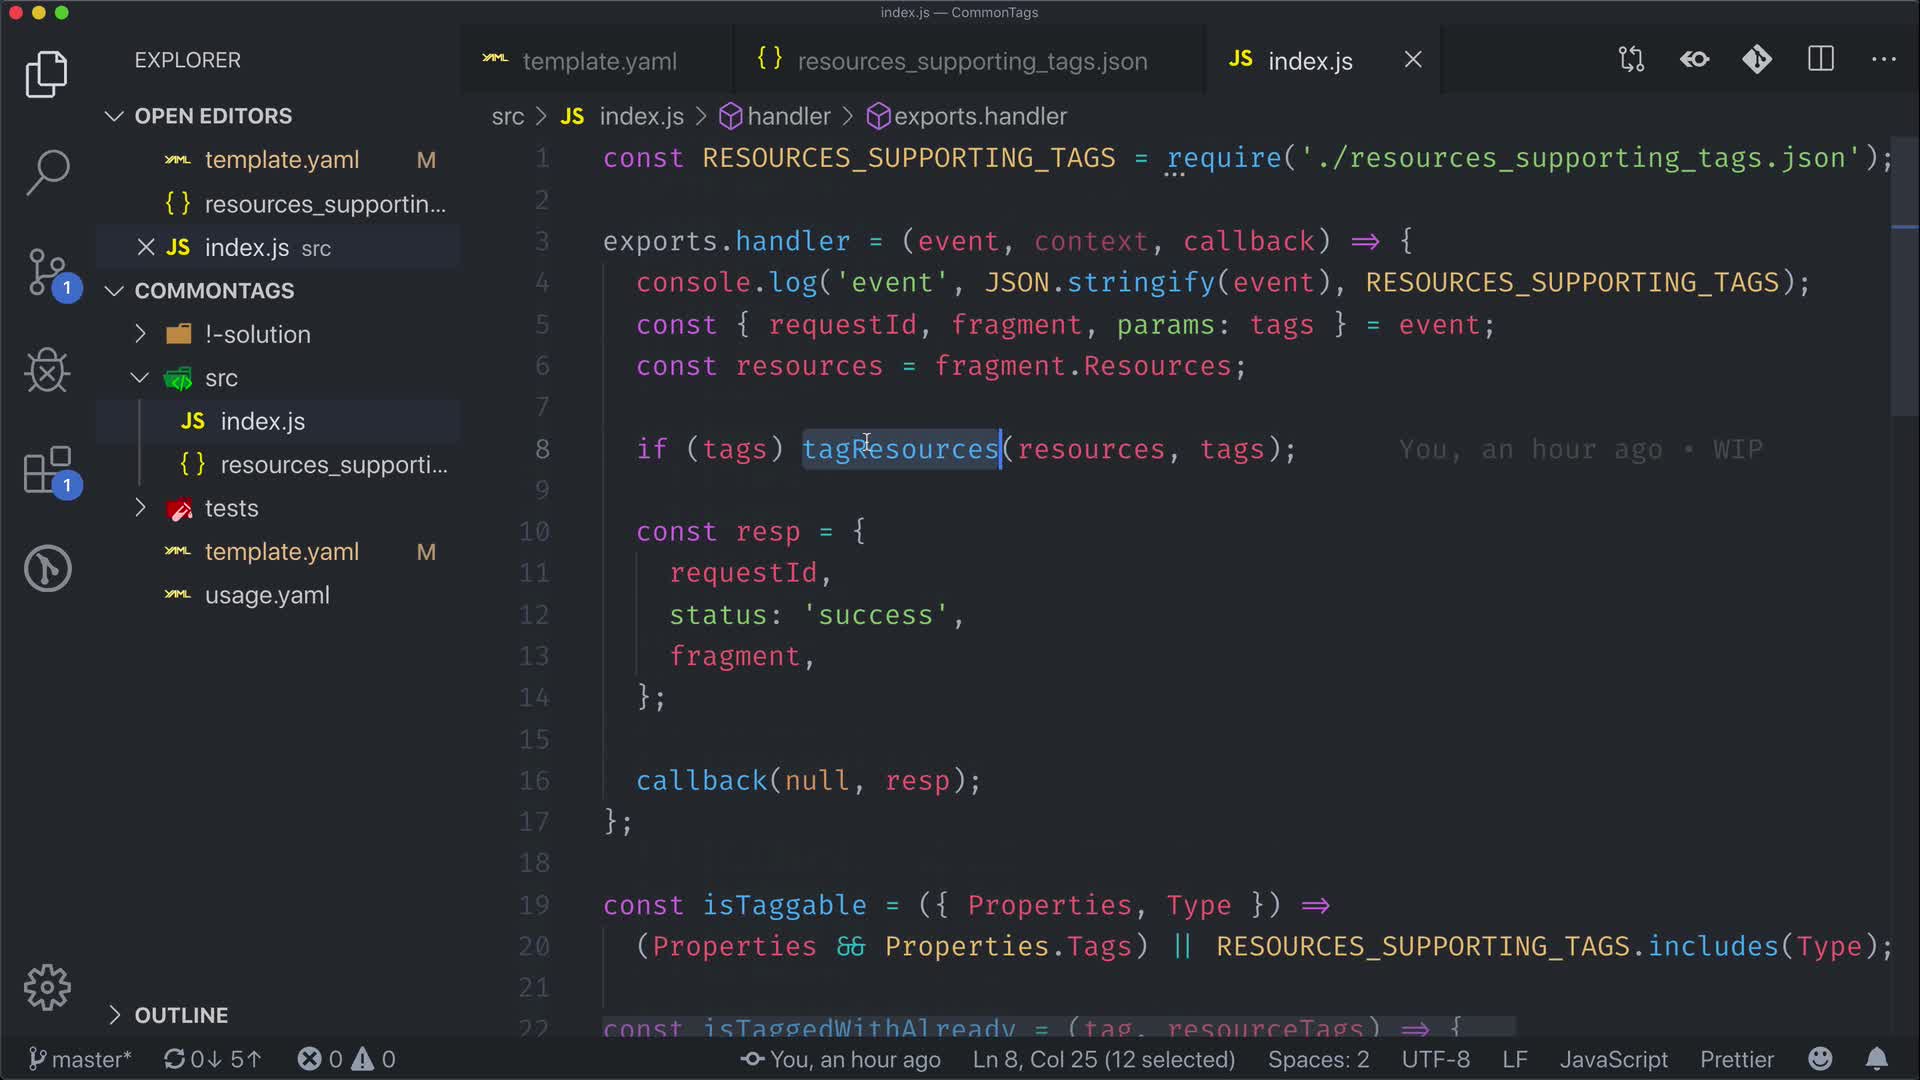 index.js — CommonTags
EXPLORER
OPEN EDITORS
template.yaml M
{} resources_supportin...
JS index.js src
COMMONTAGS
!-solution
src
JS index.js
{} resources_supporti...
tests
template.yaml M
usage.yaml
OUTLINE
1
1
template.yaml
{} resources_supporting_tags.json
JS index.js
src > JS index.js > handler > exports.handler
1 const RESOURCES_SUPPORTING_TAGS = require('./resources_supporting_tags.json');
2
3 exports.handler = (event, context, callback) => {
4 console.log('event', JSON.stringify(event), RESOURCES_SUPPORTING_TAGS);
5 const { requestId, fragment, params: tags } = event;
6 const resources = fragment.Resources;
7
8 if (tags) tagResources(resources, tags); You, an hour ago • WIP
9
10 const resp = {
11 requestId,
12 status: 'success',
13 fragment,
14 };
15
16 callback(null, resp);
17 };
18
19 const isTaggable = ({ Properties, Type }) =>
20 (Properties && Properties.Tags) || RESOURCES_SUPPORTING_TAGS.includes(Type);
21
22 const isTaggedWithAlready = (tag, resourceTags) => {
master* 0↓ 5↑ 0 0 You, an hour ago Ln 8, Col 25 (12 selected) Spaces: 2 UTF-8 LF JavaScript Prettier